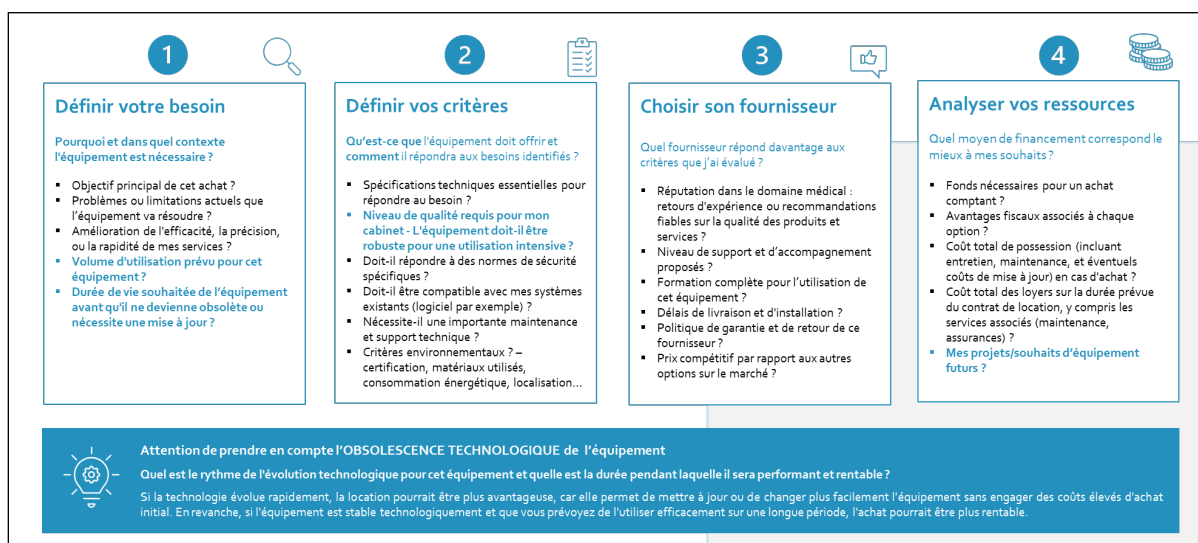 1
Définir votre besoin
Pourquoi et dans quel contexte
l'équipement est nécessaire ?
▪ Objectif principal de cet achat ?
▪ Problèmes ou limitations actuels que
l'équipement va résoudre ?
▪ Amélioration de l'efficacité, la précision,
ou la rapidité de mes services ?
▪ Volume d'utilisation prévu pour cet
équipement ?
▪ Durée de vie souhaitée de l'équipement
avant qu'il ne devienne obsolète ou
nécessite une mise à jour ?
2
Définir vos critères
Qu'est-ce que l'équipement doit offrir et
comment il répondra aux besoins identifiés ?
▪ Spécifications techniques essentielles pour
répondre au besoin ?
▪ Niveau de qualité requis pour mon
cabinet - L'équipement doit-il être
robuste pour une utilisation intensive ?
▪ Doit-il répondre à des normes de sécurité
spécifiques ?
▪ Doit-il être compatible avec mes systèmes
existants (logiciel par exemple) ?
▪ Nécessite-il une importante maintenance
et support technique ?
▪ Critères environnementaux ? –
certification, matériaux utilisés,
consommation énergétique, localisation...
3
Choisir son fournisseur
Quel fournisseur répond davantage aux
critères que j'ai évalué ?
▪ Réputation dans le domaine médical :
retours d'expérience ou recommandations
fiables sur la qualité des produits et
services ?
▪ Niveau de support et d'accompagnement
proposés ?
▪ Formation complète pour l'utilisation de
cet équipement ?
▪ Délais de livraison et d'installation ?
▪ Politique de garantie et de retour de ce
fournisseur ?
▪ Prix compétitif par rapport aux autres
options sur le marché ?
4
Analyser vos ressources
Quel moyen de financement correspond le
mieux à mes souhaits ?
▪ Fonds nécessaires pour un achat
comptant ?
▪ Avantages fiscaux associés à chaque
option ?
▪ Coût total de possession (incluant
entretien, maintenance, et éventuels
coûts de mise à jour) en cas d'achat ?
▪ Coût total des loyers sur la durée prévue
du contrat de location, y compris les
services associés (maintenance,
assurances) ?
▪ Mes projets/souhaits d'équipement
futurs ?
Attention de prendre en compte l'OBSOLESCENCE TECHNOLOGIQUE de l'équipement
Quel est le rythme de l'évolution technologique pour cet équipement et quelle est la durée pendant laquelle il sera performant et rentable ?
Si la technologie évolue rapidement, la location pourrait être plus avantageuse, car elle permet de mettre à jour ou de changer plus facilement l'équipement sans engager des coûts élevés d'achat
initial. En revanche, si l'équipement est stable technologiquement et que vous prévoyez de l'utiliser efficacement sur une longue période, l'achat pourrait être plus rentable.